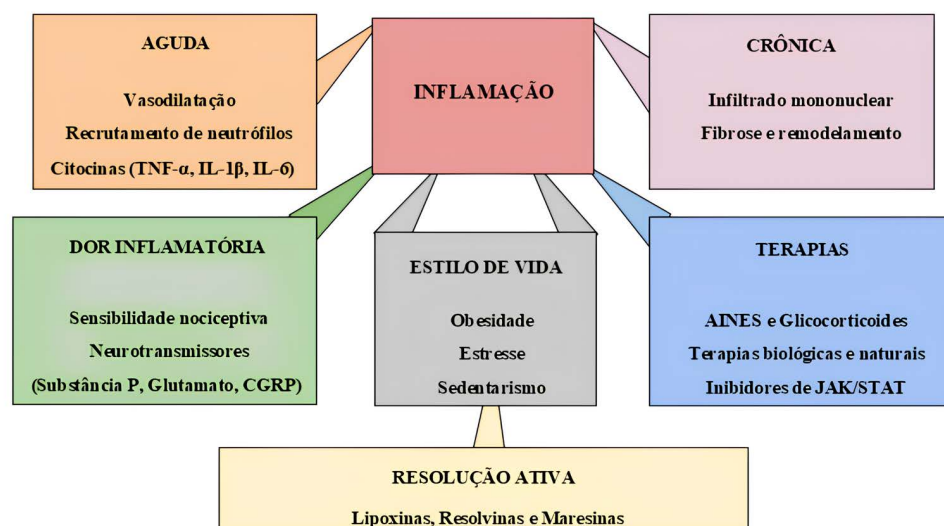 AGUDA
Vasodilatação
Recrutamento de neutrófilos
Citocinas (TNF-α, IL-1β, IL-6)
INFLAMAÇÃO
CRÔNICA
Infiltrado mononuclear
Fibrose e remodelamento
DOR INFLAMATÓRIA
Sensibilidade nociceptiva
Neurotransmissores
(Substância P, Glutamato, CGRP)
ESTILO DE VIDA
Obesidade
Estresse
Sedentarismo
TERAPIAS
AINES e Glicocorticoides
Terapias biológicas e naturais
Inibidores de JAK/STAT
RESOLUÇÃO ATIVA
Lipoxinas, Resolvinas e Maresinas